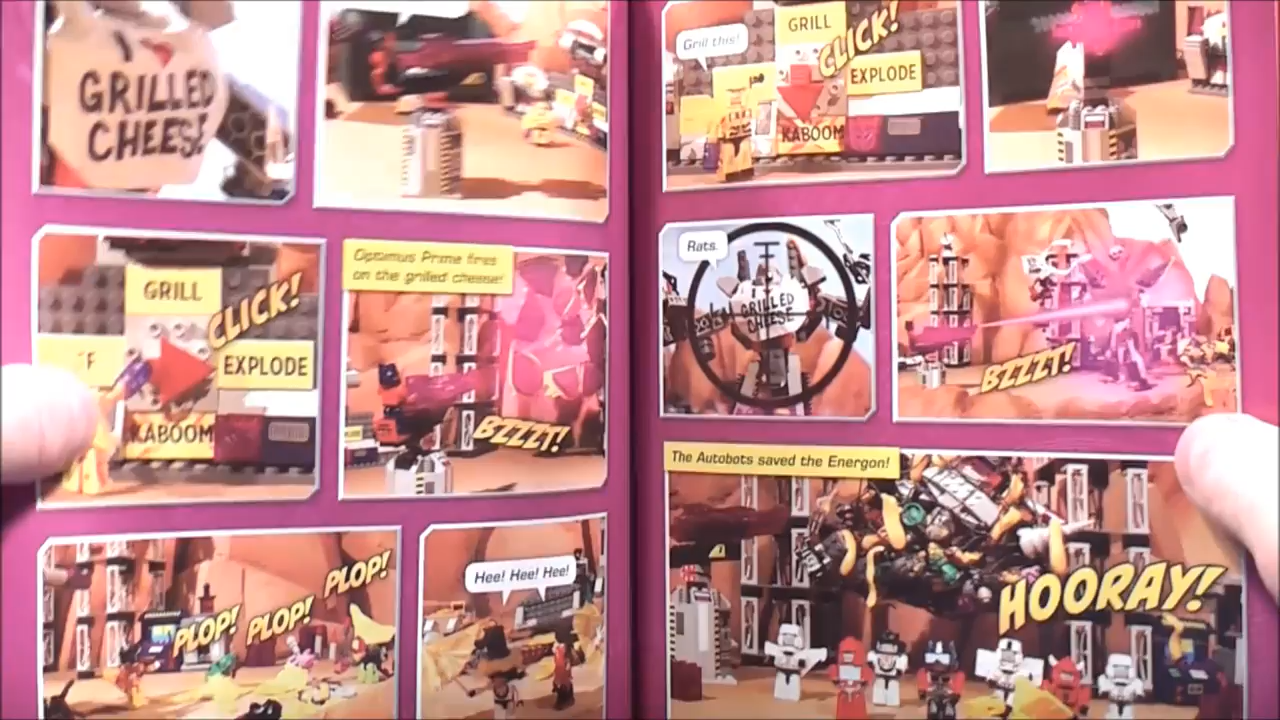 I
GRILLED
CHEESE
GRILL
CLICK!
EXPLODE
KABOOM
Optimus Prime fires
on the grilled cheese!
BZZZT!
PLOP!
PLOP!
PLOP!
Hee! Hee! Hee!
Grill this!
GRILL
CLICK!
EXPLODE
KABOOM
Rats.
I
GRILLED
CHEESE
BZZZT!
The Autobots saved the Energon!
HOORAY!